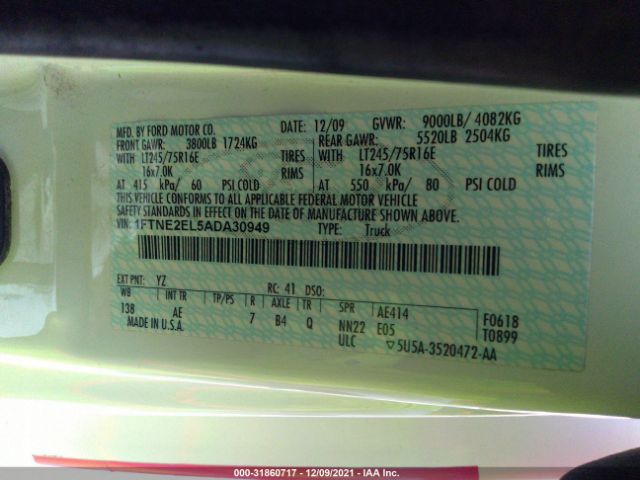 MFD. BY FORD MOTOR CO. DATE: 12/09 GVWR: 9000LB/ 4082KG
FRONT GAWR: 3800LB 1724KG REAR GAWR: 5520LB 2504KG
WITH LT245/75R16E TIRES WITH LT245/75R16E TIRES
16x7.0K RIMS 16x7.0K RIMS
AT 415 kPa/ 60 PSI COLD AT 550 kPa/ 80 PSI COLD
THIS VEHICLE CONFORMS TO ALL APPLICABLE FEDERAL MOTOR VEHICLE
SAFETY STANDARDS IN EFFECT ON THE DATE OF MANUFACTURE SHOWN ABOVE.
VIN: 1FTNE2EL5ADA30949 TYPE: Truck
EXT PNT: YZ RC: 41 DSO:
WB INT TR TP/PS R AXLE TR SPR AE414 F0618
138 AE 7 B4 Q NN22 E05 T0899
MADE IN U.S.A. ULC ▽5U5A-3520472-AA
000-31860717 - 12/09/2021 - IAA Inc.